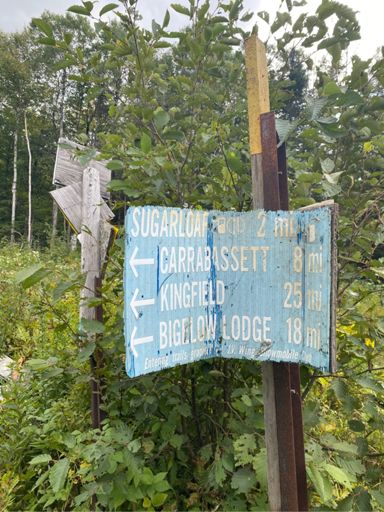 SUGARLOAF 2 mi
CARRABASSETT 8 mi
KINGFIELD 25 mi
BIGELOW LODGE 18 mi